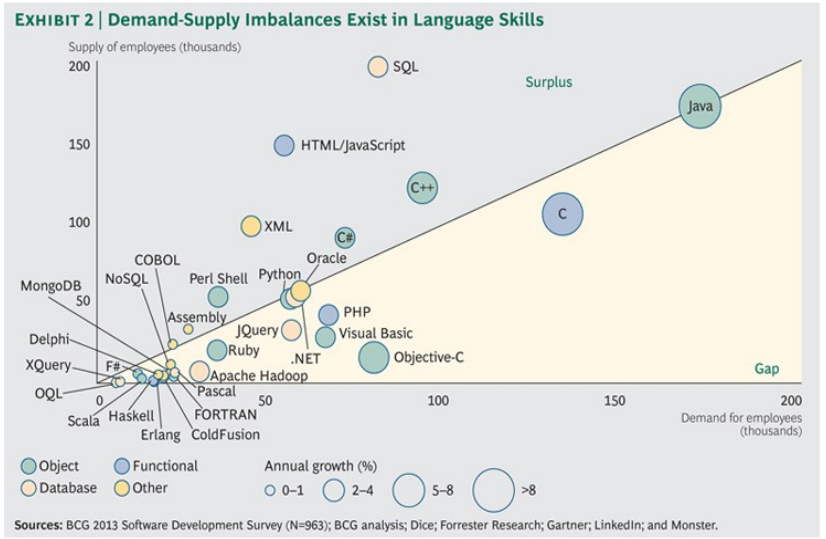 EXHIBIT 2 | Demand-Supply Imbalances Exist in Language Skills
Supply of employees (thousands)
200
SQL
Surplus
Java
150
HTML/JavaScript
C++
C
100
XML
C#
COBOL
Oracle
NoSQL
Perl Shell
Python
MongoDB
50
Assembly
PHP
JQuery
Delphi
Visual Basic
Ruby
.NET
Objective-C
XQuery
F#
Apache Hadoop
Gap
OQL
Pascal
0
50
100
150
200
Scala
Haskell
FORTRAN
Demand for employees
(thousands)
Erlang
ColdFusion
Object
Functional
Annual growth (%)
Database
Other
0–1
2–4
5–8
>8
Sources: BCG 2013 Software Development Survey (N=963); BCG analysis; Dice; Forrester Research; Gartner; LinkedIn; and Monster.